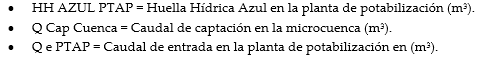 • HH AZUL PTAP = Huella Hídrica Azul en la planta de potabilización (m³).
• Q Cap Cuenca = Caudal de captación en la microcuenca (m³).
• Q e PTAP = Caudal de entrada en la planta de potabilización en (m³).